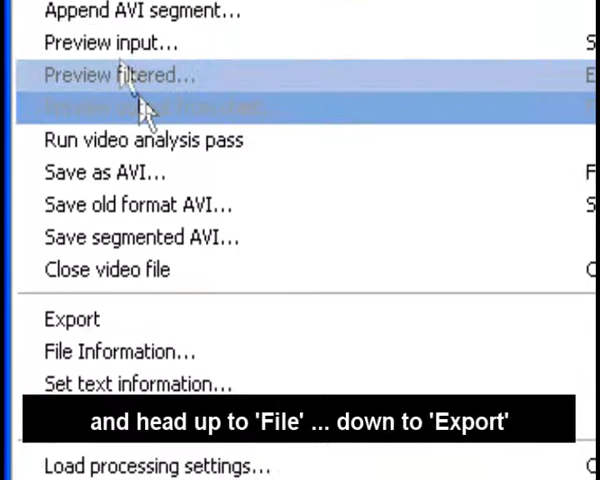 Append AVI segment...
Preview input...
Preview filtered...
Run video analysis pass
Save as AVI...
Save old format AVI...
Save segmented AVI...
Close video file
Export
File Information...
Set text information...
and head up to 'File' ... down to 'Export'
Load processing settings...